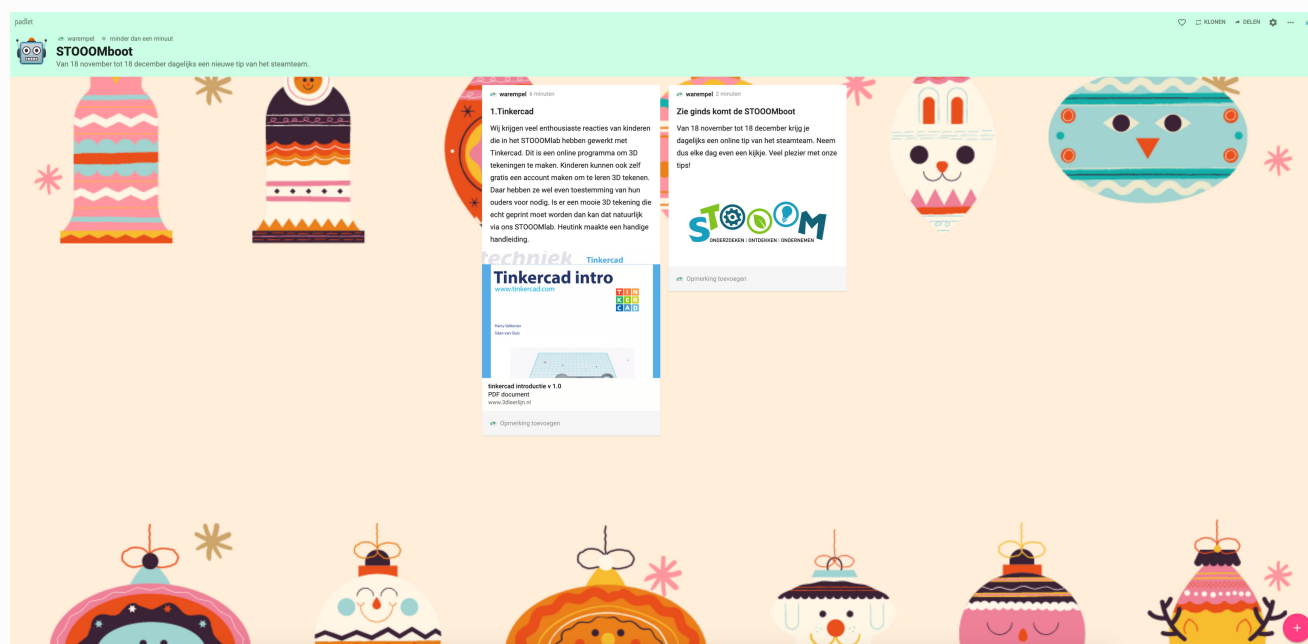 padlet
KLONEN
DELEN
warempel minder dan een minuut
STOOOMboot
Van 18 november tot 18 december dagelijks een nieuwe tip van het steamteam.
warempel 6 minuten
1.Tinkercad
Wij krijgen veel enthousiaste reacties van kinderen
die in het STOOOMlab hebben gewerkt met
Tinkercad. Dit is een online programma om 3D
tekeningen te maken. Kinderen kunnen ook zelf
gratis een account maken om te leren 3D tekenen.
Daar hebben ze wel even toestemming van hun
ouders voor nodig. Is er een mooie 3D tekening die
echt geprint moet worden dan kan dat natuurlijk
via ons STOOOMlab. Heutink maakte een handige
handleiding.
techniek Tinkercad
Tinkercad intro
www.tinkercad.com
TIN
KER
CAD
Harry Valkenier
Stan van Sluis
tinkercad introductie v 1.0
PDF document
www.3dleerlijn.nl
Opmerking toevoegen
warempel 2 minuten
Zie ginds komt de STOOOMboot
Van 18 november tot 18 december krijg je
dagelijks een online tip van het steamteam. Neem
dus elke dag even een kijkje. Veel plezier met onze
tips!
STOOOM
ONDERZOEKEN | ONTDEKKEN | ONDERNEMEN
Opmerking toevoegen